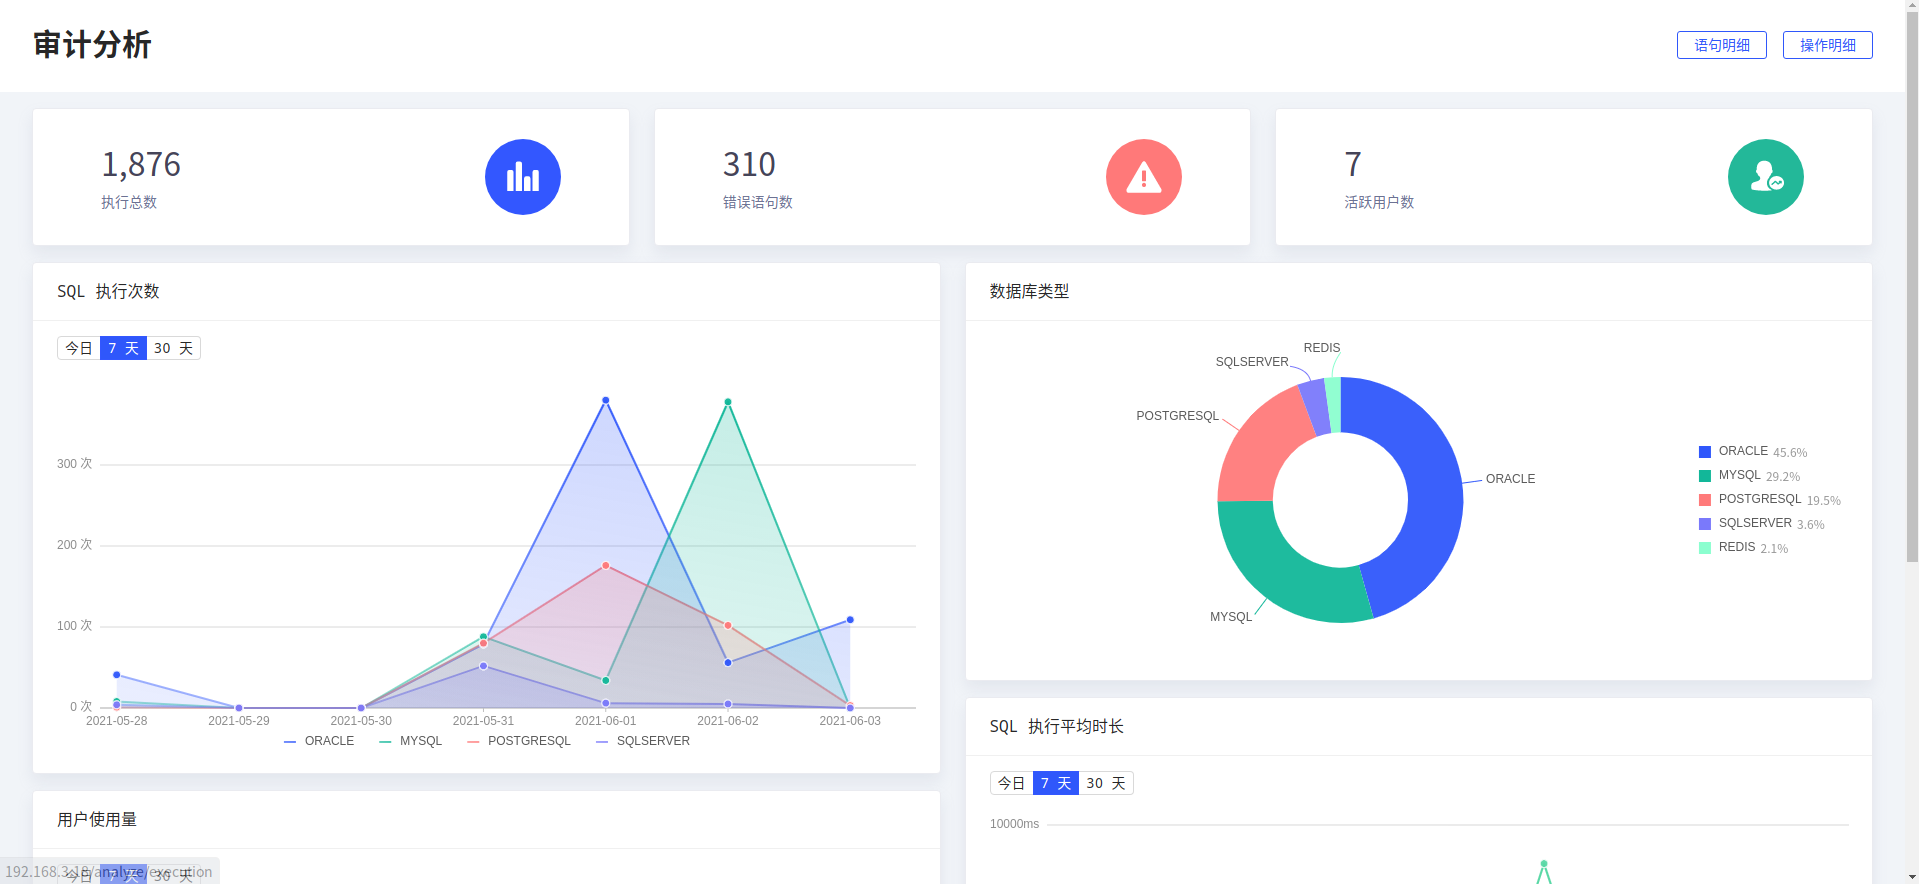 审计分析
语句明细 操作明细
1,876
执行总数
310
错误语句数
7
活跃用户数
SQL 执行次数
今日 7 天 30 天
300 次
200 次
100 次
0 次
2021-05-28 2021-05-29 2021-05-30 2021-05-31 2021-06-01 2021-06-02 2021-06-03
ORACLE MYSQL POSTGRESQL SQLSERVER
数据库类型
REDIS
SQLSERVER
POSTGRESQL
ORACLE
MYSQL
ORACLE 45.6%
MYSQL 29.2%
POSTGRESQL 19.5%
SQLSERVER 3.6%
REDIS 2.1%
SQL 执行平均时长
今日 7 天 30 天
10000ms
用户使用量
今日 7 天 30 天
192.168.3.18/analyze/execution